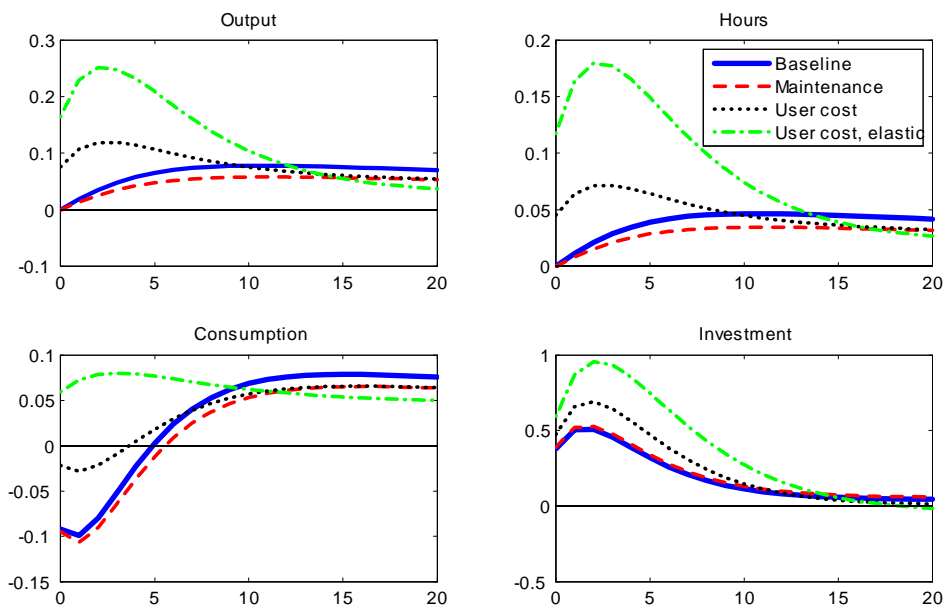 Output
0.3
0.2
0.1
0
-0.1
0 5 10 15 20
Hours
0.2
0.15
0.1
0.05
0
0 5 10 15 20
Baseline
Maintenance
User cost
User cost, elastic
Consumption
0.1
0.05
0
-0.05
-0.1
-0.15
0 5 10 15 20
Investment
1
0.5
0
-0.5
0 5 10 15 20